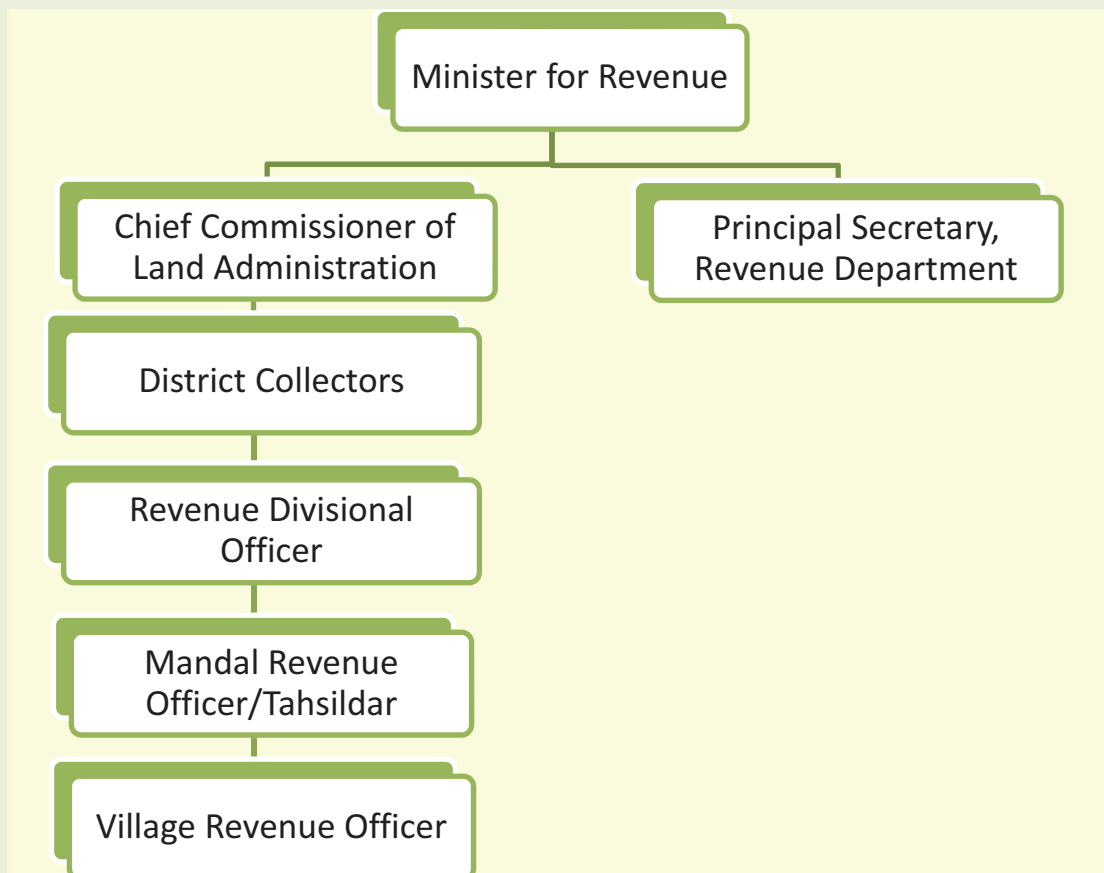 Minister for Revenue
Chief Commissioner of
Land Administration
Principal Secretary,
Revenue Department
District Collectors
Revenue Divisional
Officer
Mandal Revenue
Officer/Tahsildar
Village Revenue Officer